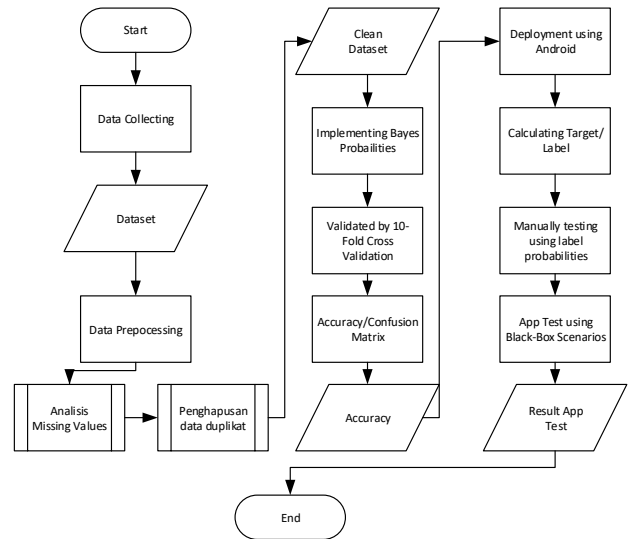 Start
Data Collecting
Dataset
Data Prepocessing
Analisis
Missing Values
Penghapusan
data duplikat
Clean
Dataset
Implementing Bayes
Probailities
Validated by 10-
Fold Cross
Validation
Accuracy/Confusion
Matrix
Accuracy
Deployment using
Android
Calculating Target/
Label
Manually testing
using label
probabilities
App Test using
Black-Box Scenarios
Result App
Test
End